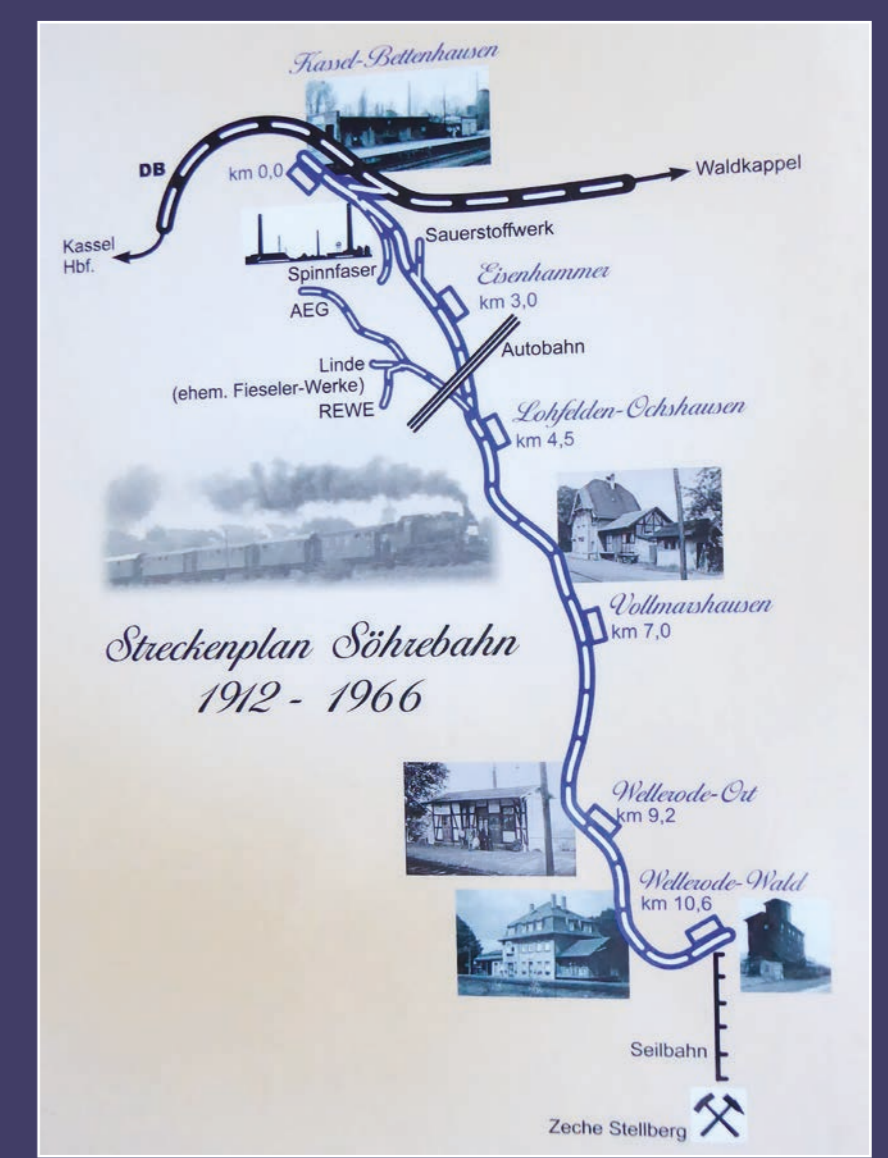 Kassel-Bettenhausen
DB
km 0,0
Waldkappel
Kassel
Hbf.
Sauerstoffwerk
Spinnfaser
Eisenhammer
km 3,0
AEG
Autobahn
Linde
(ehem. Fieseler-Werke)
REWE
Lohfelden-Ochshausen
km 4,5
Vollmarshausen
km 7,0
Streckenplan Söhrebahn
1912 - 1966
Wellerode-Ort
km 9,2
Wellerode-Wald
km 10,6
Seilbahn
Zeche Stellberg